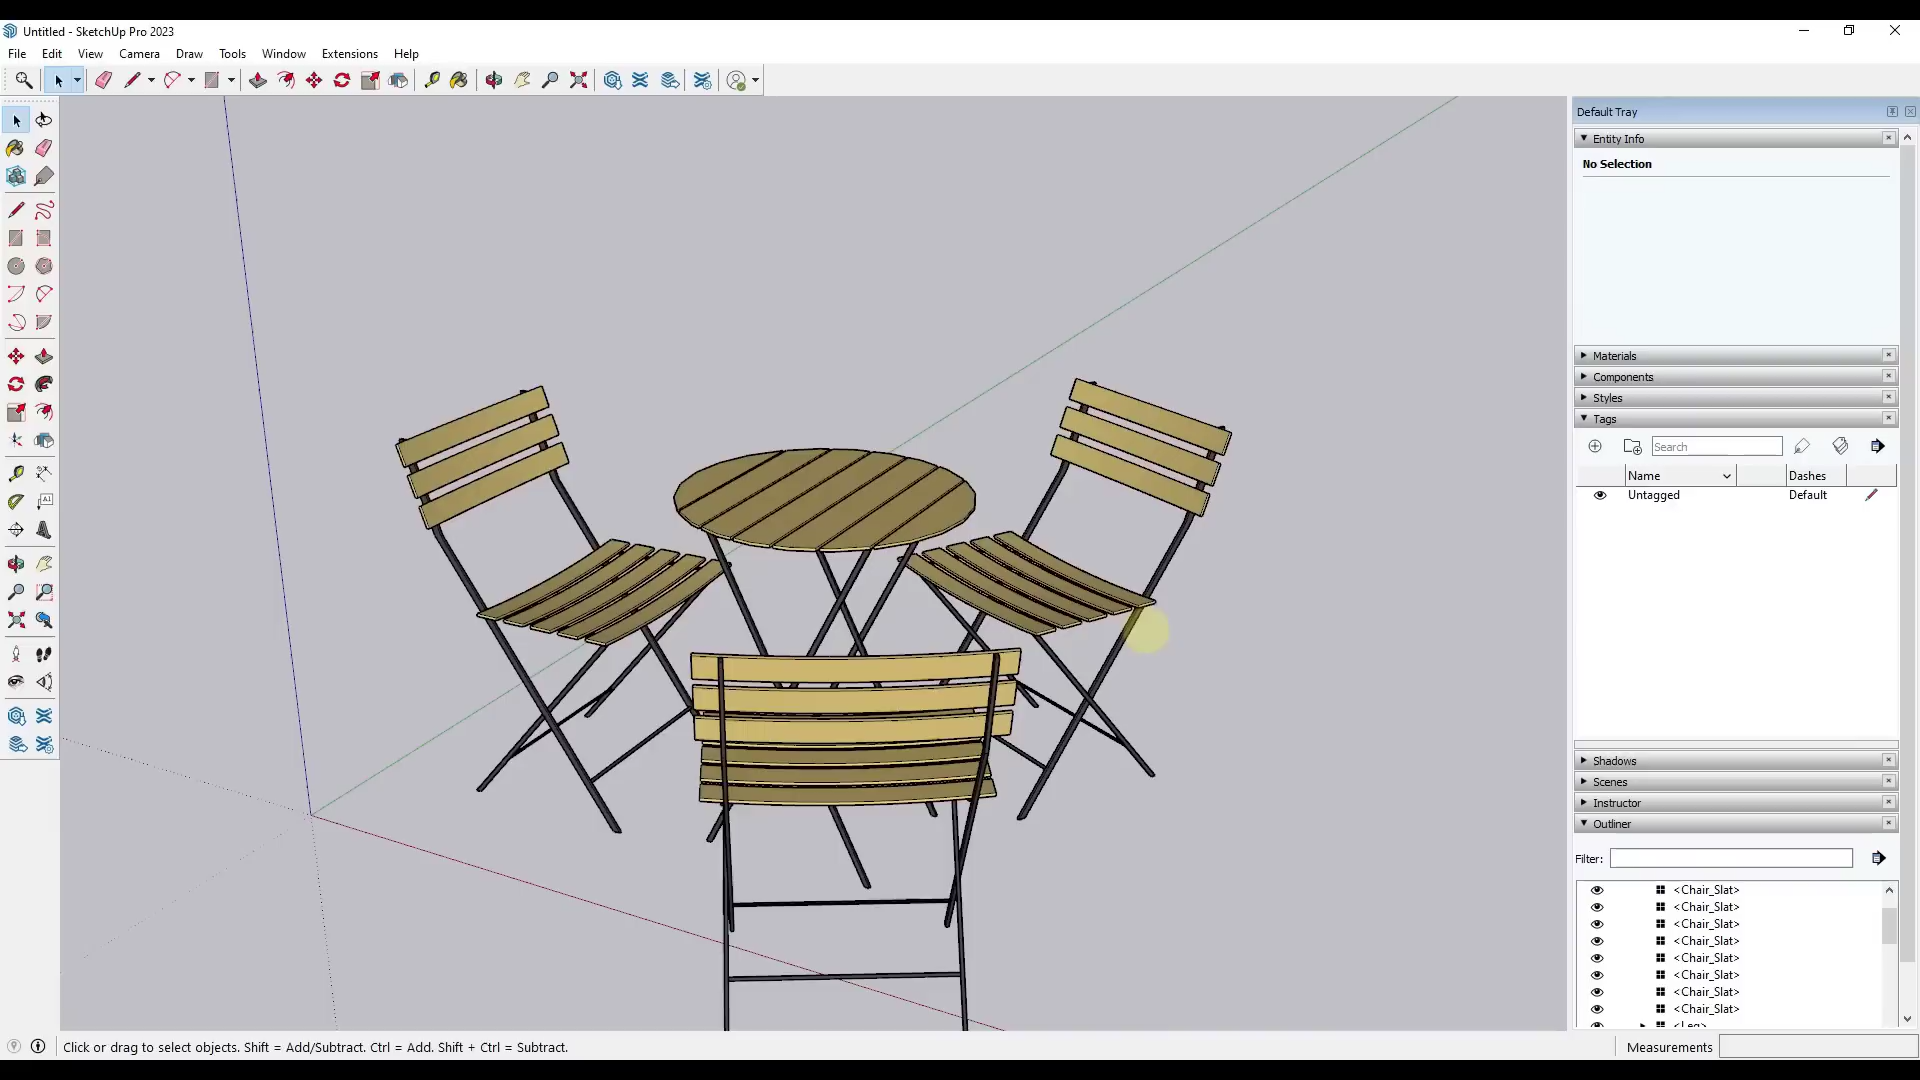 Untitled - SketchUp Pro 2023
File Edit View Camera Draw Tools Window Extensions Help
Default Tray
Entity Info
No Selection
Materials
Components
Styles
Tags
Search
Name Dashes
Untagged Default
Shadows
Scenes
Instructor
Outliner
Filter:
<Chair_Slat>
<Chair_Slat>
<Chair_Slat>
<Chair_Slat>
<Chair_Slat>
<Chair_Slat>
<Chair_Slat>
<Chair_Slat>
<Leg>
Click or drag to select objects. Shift = Add/Subtract. Ctrl = Add. Shift + Ctrl = Subtract.
Measurements